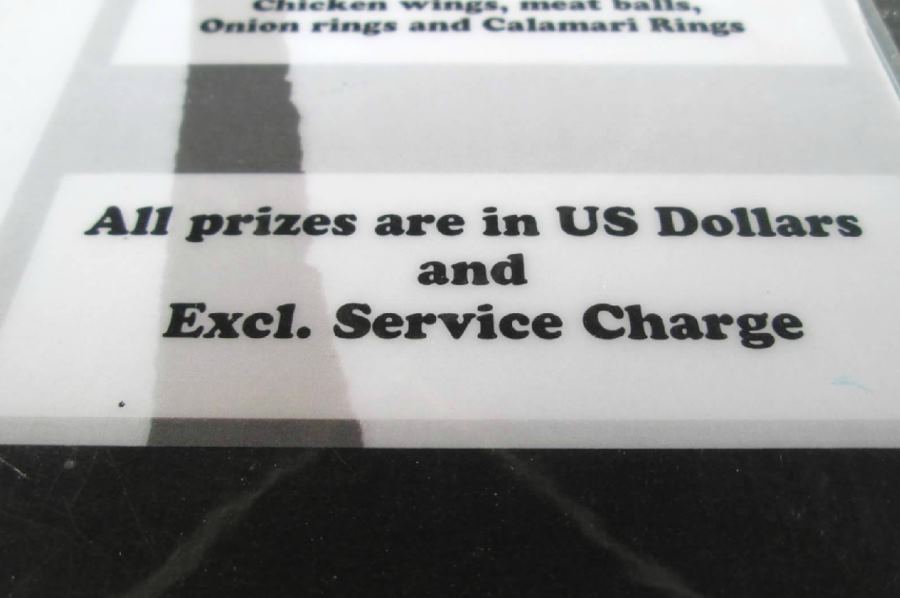 Chicken wings, meat balls,
Onion rings and Calamari Rings
All prizes are in US Dollars
and
Excl. Service Charge